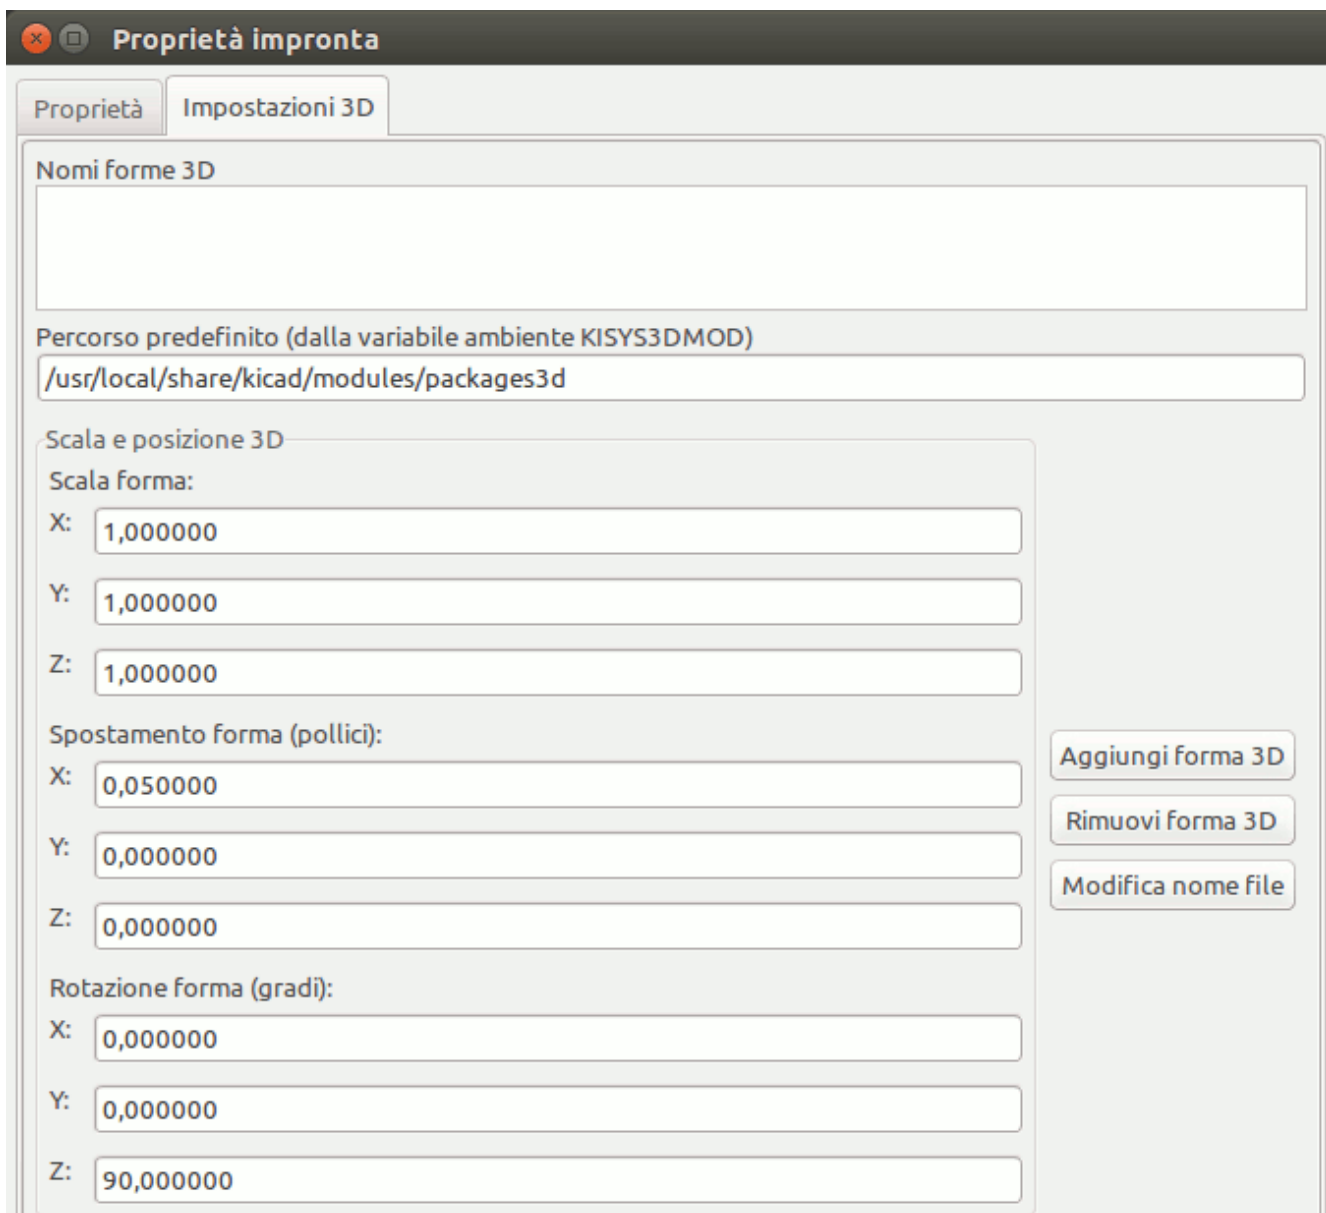 Proprietà impronta
Proprietà
Impostazioni 3D
Nomi forme 3D
Percorso predefinito (dalla variabile ambiente KISYS3DMOD)
/usr/local/share/kicad/modules/packages3d
Scala e posizione 3D
Scala forma:
X: 1,000000
Y: 1,000000
Z: 1,000000
Spostamento forma (pollici):
X: 0,050000
Y: 0,000000
Z: 0,000000
Rotazione forma (gradi):
X: 0,000000
Y: 0,000000
Z: 90,000000
Aggiungi forma 3D
Rimuovi forma 3D
Modifica nome file